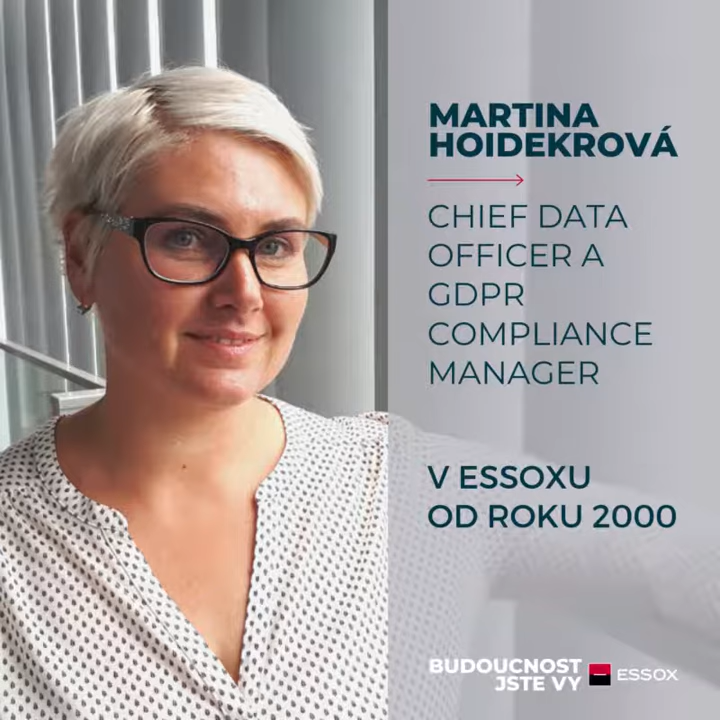 MARTINA
HOIDEKROVÁ
CHIEF DATA
OFFICER A
GDPR
COMPLIANCE
MANAGER
V ESSOXU
OD ROKU 2000
BUDOUCNOST
JSTE VY
ESSOX